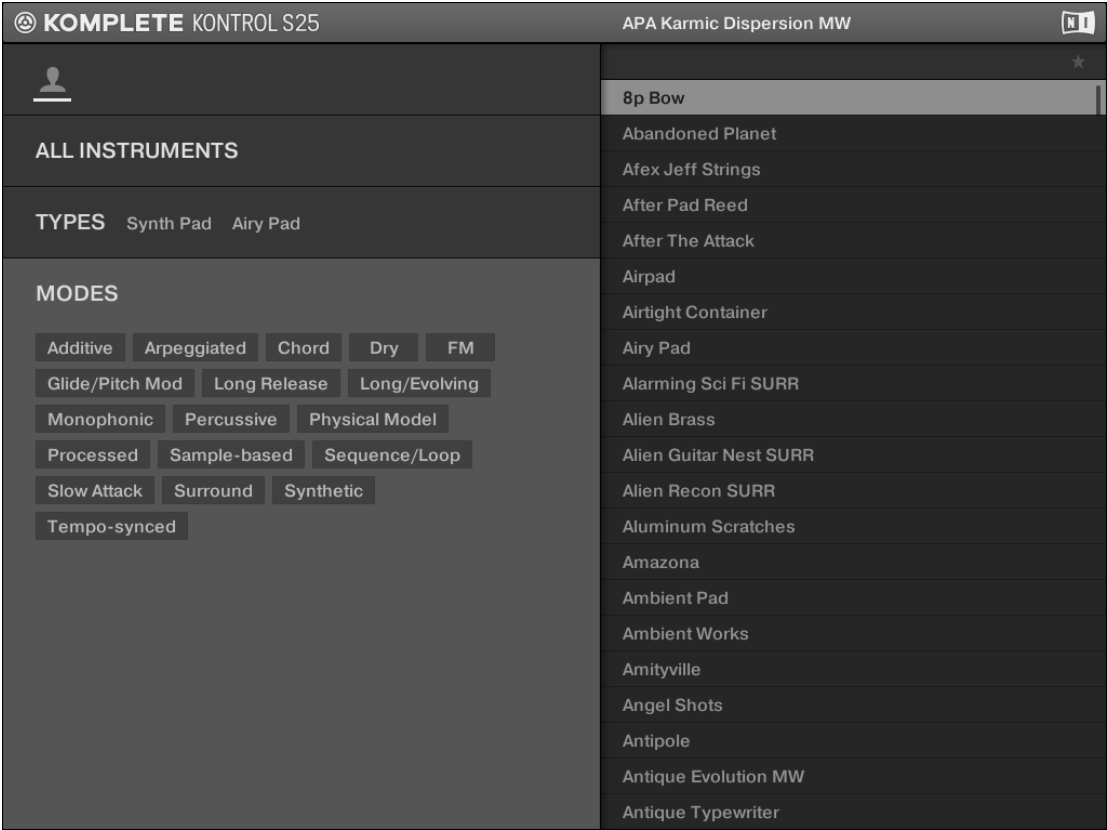 KOMPLETE KONTROL S25
APA Karmic Dispersion MW
NI
ALL INSTRUMENTS
TYPES Synth Pad Airy Pad
MODES
Additive Arpeggiated Chord Dry FM
Glide/Pitch Mod Long Release Long/Evolving
Monophonic Percussive Physical Model
Processed Sample-based Sequence/Loop
Slow Attack Surround Synthetic
Tempo-synced
8p Bow
Abandoned Planet
Afex Jeff Strings
After Pad Reed
After The Attack
Airpad
Airtight Container
Airy Pad
Alarming Sci Fi SURR
Alien Brass
Alien Guitar Nest SURR
Alien Recon SURR
Aluminum Scratches
Amazona
Ambient Pad
Ambient Works
Amityville
Angel Shots
Antipole
Antique Evolution MW
Antique Typewriter